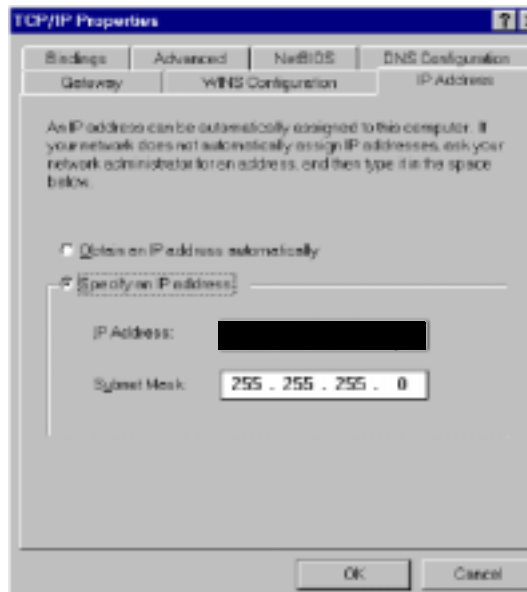 TCP/IP Properties
?
Bindings Advanced NetBIOS DNS Configuration
Gateway WINS Configuration IP Address
An IP address can be automatically assigned to this computer. If
your network does not automatically assign IP addresses, ask your
network administrator for an address, and then type it in the space
below.
Obtain an IP address automatically
Specify an IP address:
IP Address:
Subnet Mask: 255 . 255 . 255 . 0
OK Cancel